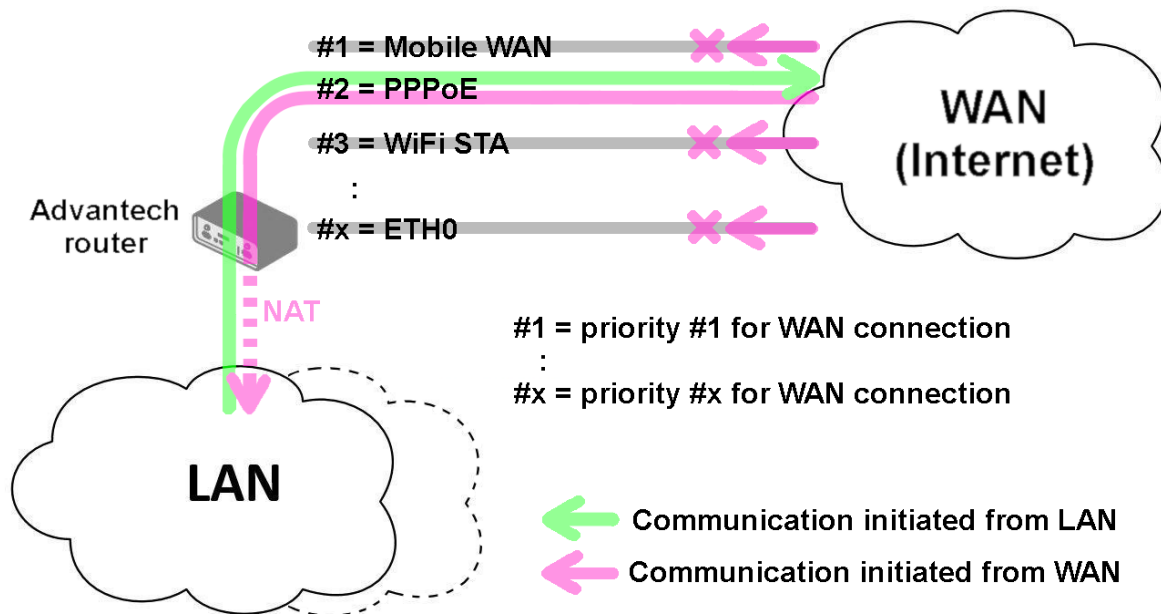 #1 = Mobile WAN
#2 = PPPoE
#3 = WiFi STA
:
#x = ETH0
WAN
(Internet)
Advantech
router
NAT
#1 = priority #1 for WAN connection
:
#x = priority #x for WAN connection
LAN
Communication initiated from LAN
Communication initiated from WAN